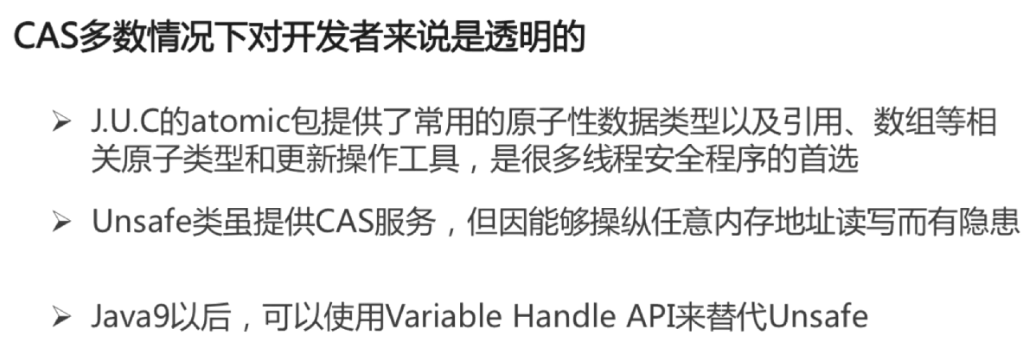 CAS多数情况下对开发者来说是透明的
➢ J.U.C的atomic包提供了常用的原子性数据类型以及引用、数组等相
关原子类型和更新操作工具，是很多线程安全程序的首选
➢ Unsafe类虽提供CAS服务，但因能够操纵任意内存地址读写而有隐患
➢ Java9以后，可以使用Variable Handle API来替代Unsafe